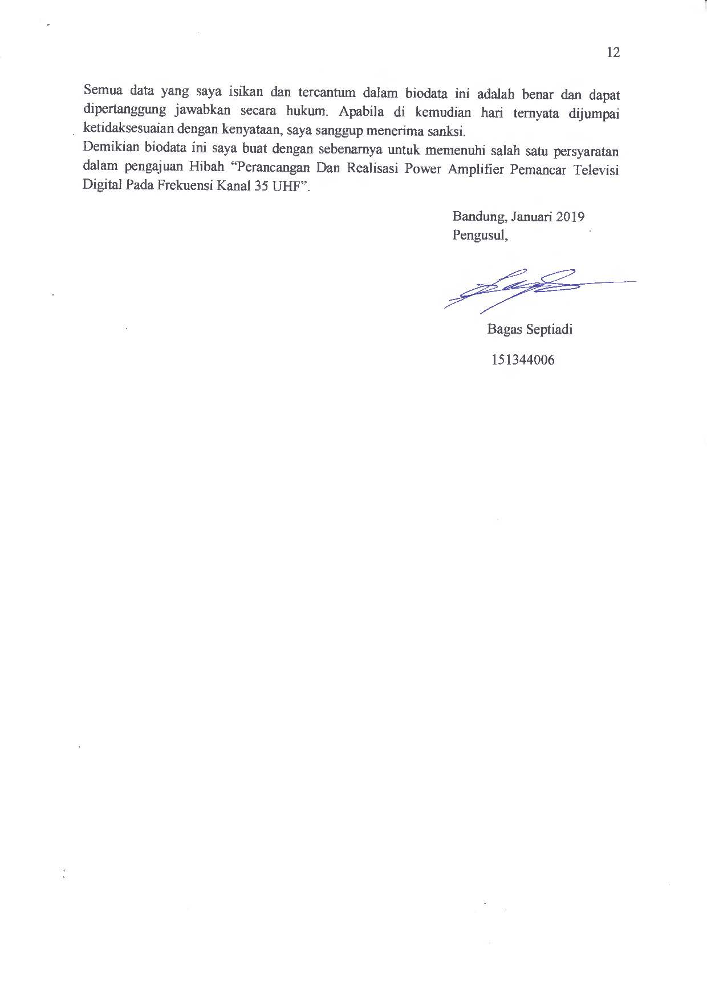 12
Semua data yang saya isikan dan tercantum dalam biodata ini adalah benar dan dapat
dipertanggung jawabkan secara hukum. Apabila di kemudian hari ternyata dijumpai
ketidaksesuaian dengan kenyataan, saya sanggup menerima sanksi.
Demikian biodata ini saya buat dengan sebenarnya untuk memenuhi salah satu persyaratan
dalam pengajuan Hibah “Perancangan Dan Realisasi Power Amplifier Pemancar Televisi
Digital Pada Frekuensi Kanal 35 UHF”.
Bandung, Januari 2019
Pengusul,
Bagas Septiadi
151344006